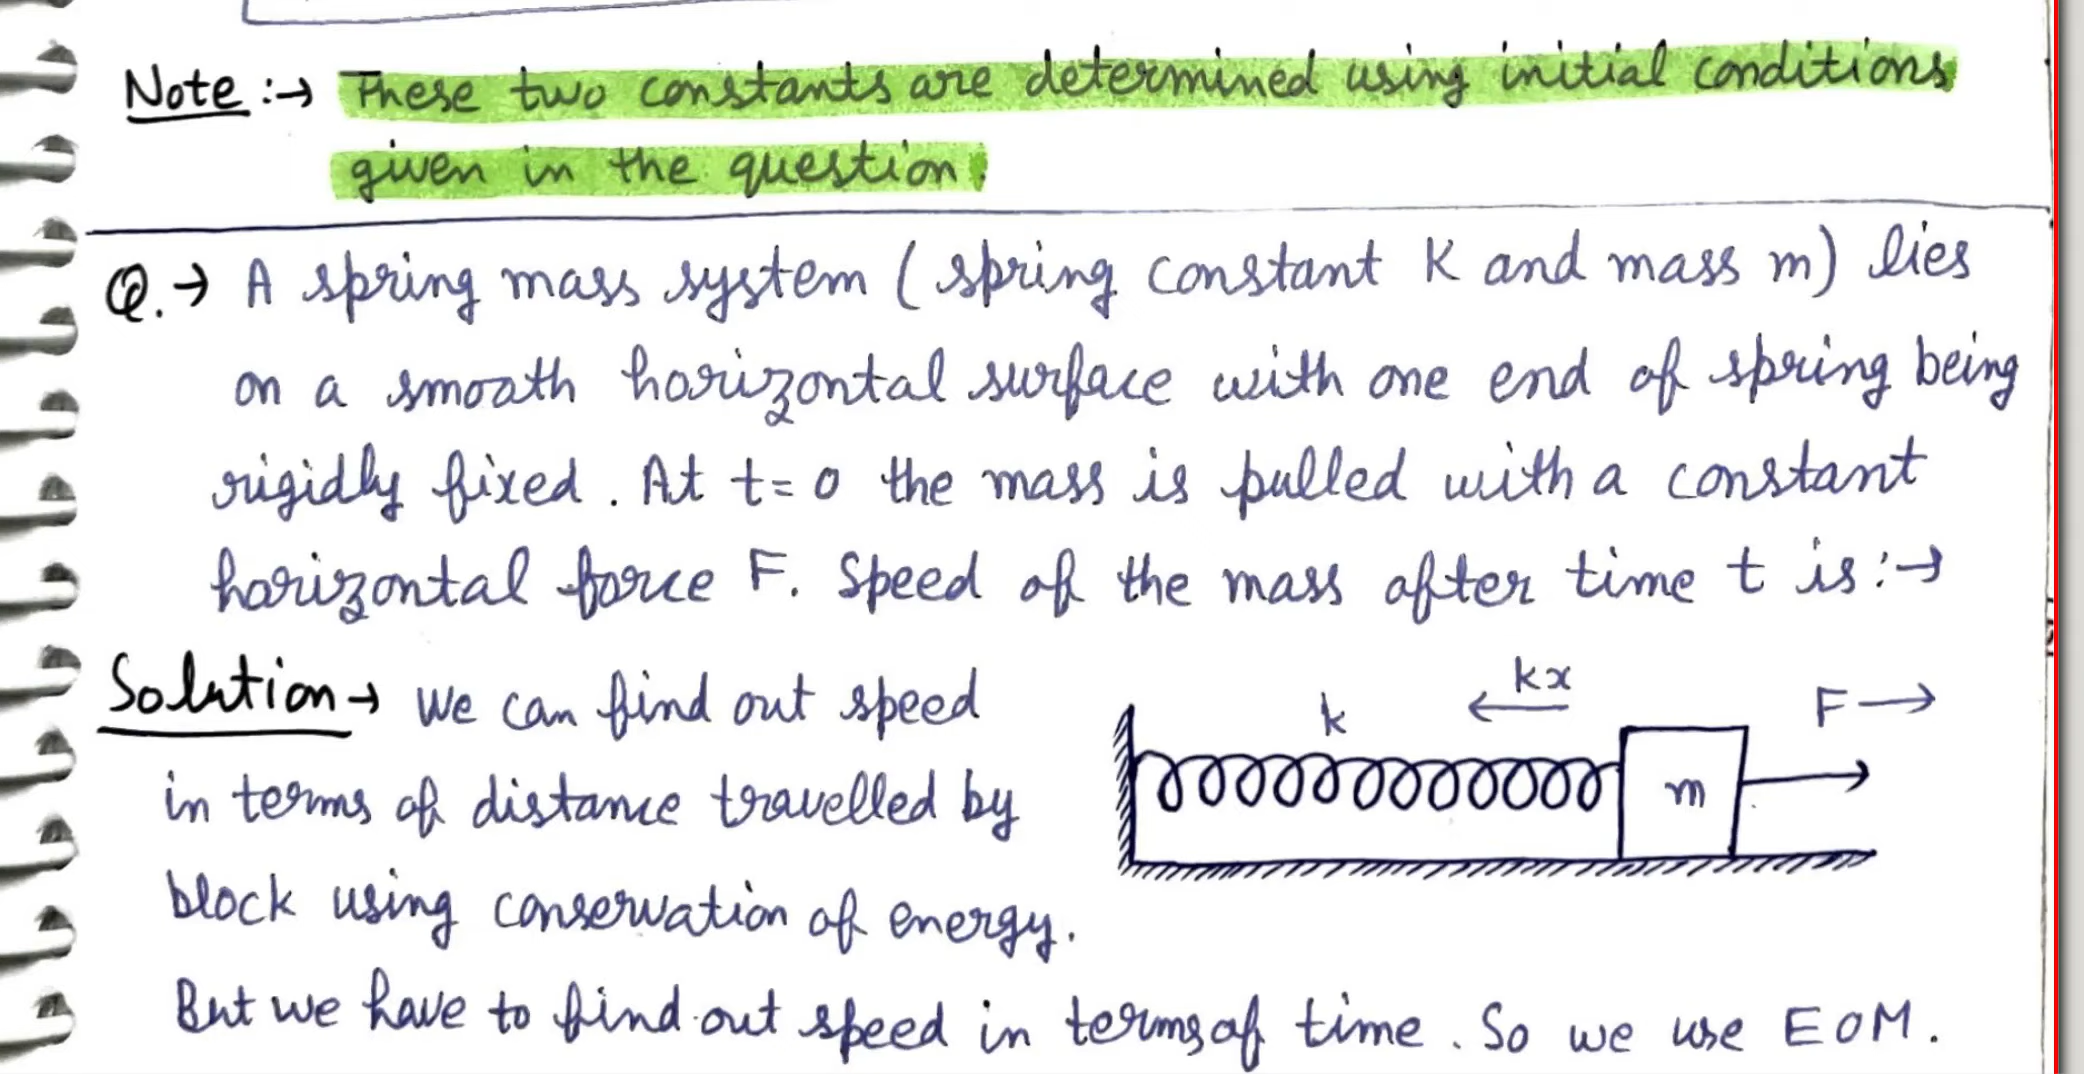 Note :→ These two constants are determined using initial conditions
given in the question.
Q.→ A spring mass system ( spring constant K and mass m) lies
on a smooth horizontal surface with one end of spring being
rigidly fixed . At t=0 the mass is pulled with a constant
horizontal force F. Speed of the mass after time t is :→
Solution→ We can find out speed
in terms of distance travelled by
block using conservation of energy.
But we have to find out speed in terms of time . So we use EOM.
k
kx
F→
m